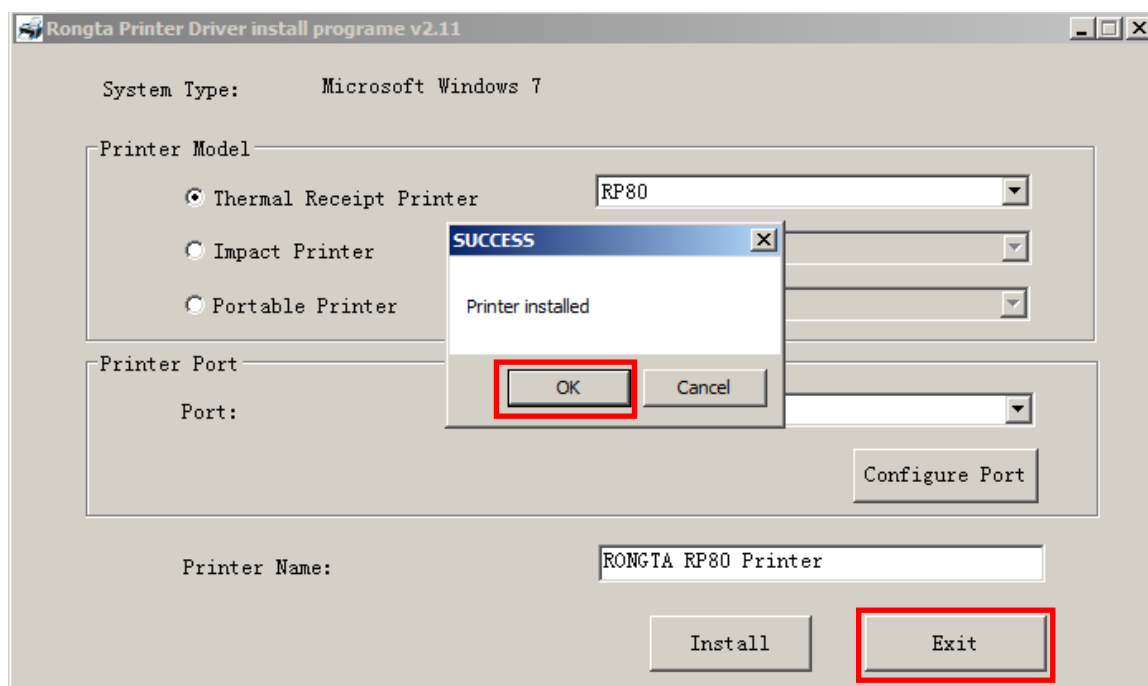 Rongta Printer Driver install programe v2.11
System Type: Microsoft Windows 7
Printer Model
Thermal Receipt Printer RP80
Impact Printer
Portable Printer
SUCCESS
Printer installed
OK Cancel
Printer Port
Port:
Configure Port
Printer Name: RONGTA RP80 Printer
Install Exit